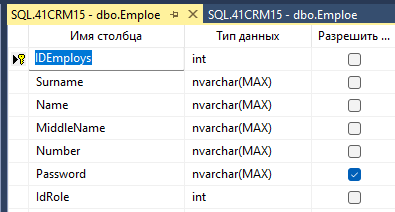 SQL.41CRM15 - dbo.Emploe SQL.41CRM15 - dbo.Emploe
Имя столбца Тип данных Разрешить ...
IDEmploys int
Surname nvarchar(MAX)
Name nvarchar(MAX)
MiddleName nvarchar(MAX)
Number nvarchar(MAX)
Password nvarchar(MAX)
IdRole int